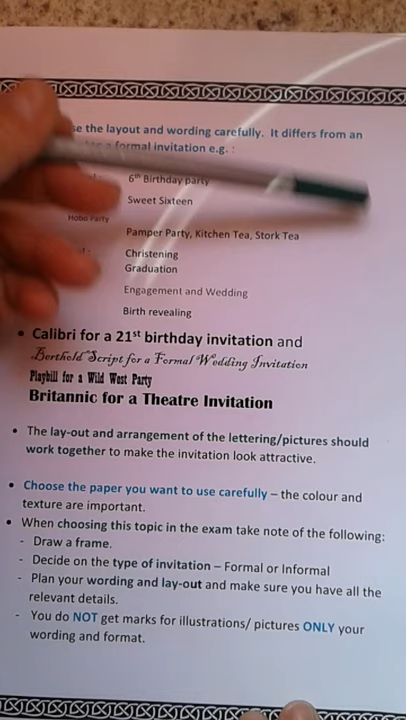 se the layout and wording carefully. It differs from an
a formal invitation e.g. :
6th Birthday party
Sweet Sixteen
Hobo Party
Pamper Party, Kitchen Tea, Stork Tea
Christening
Graduation
Engagement and Wedding
Birth revealing
• Calibri for a 21st birthday invitation and
Berthold Script for a Formal Wedding Invitation
Playbill for a Wild West Party
Britannic for a Theatre Invitation
• The lay-out and arrangement of the lettering/pictures should
work together to make the invitation look attractive.
• Choose the paper you want to use carefully – the colour and
texture are important.
• When choosing this topic in the exam take note of the following:
- Draw a frame.
- Decide on the type of invitation – Formal or Informal
- Plan your wording and lay-out and make sure you have all the
relevant details.
- You do NOT get marks for illustrations/ pictures ONLY your
wording and format.